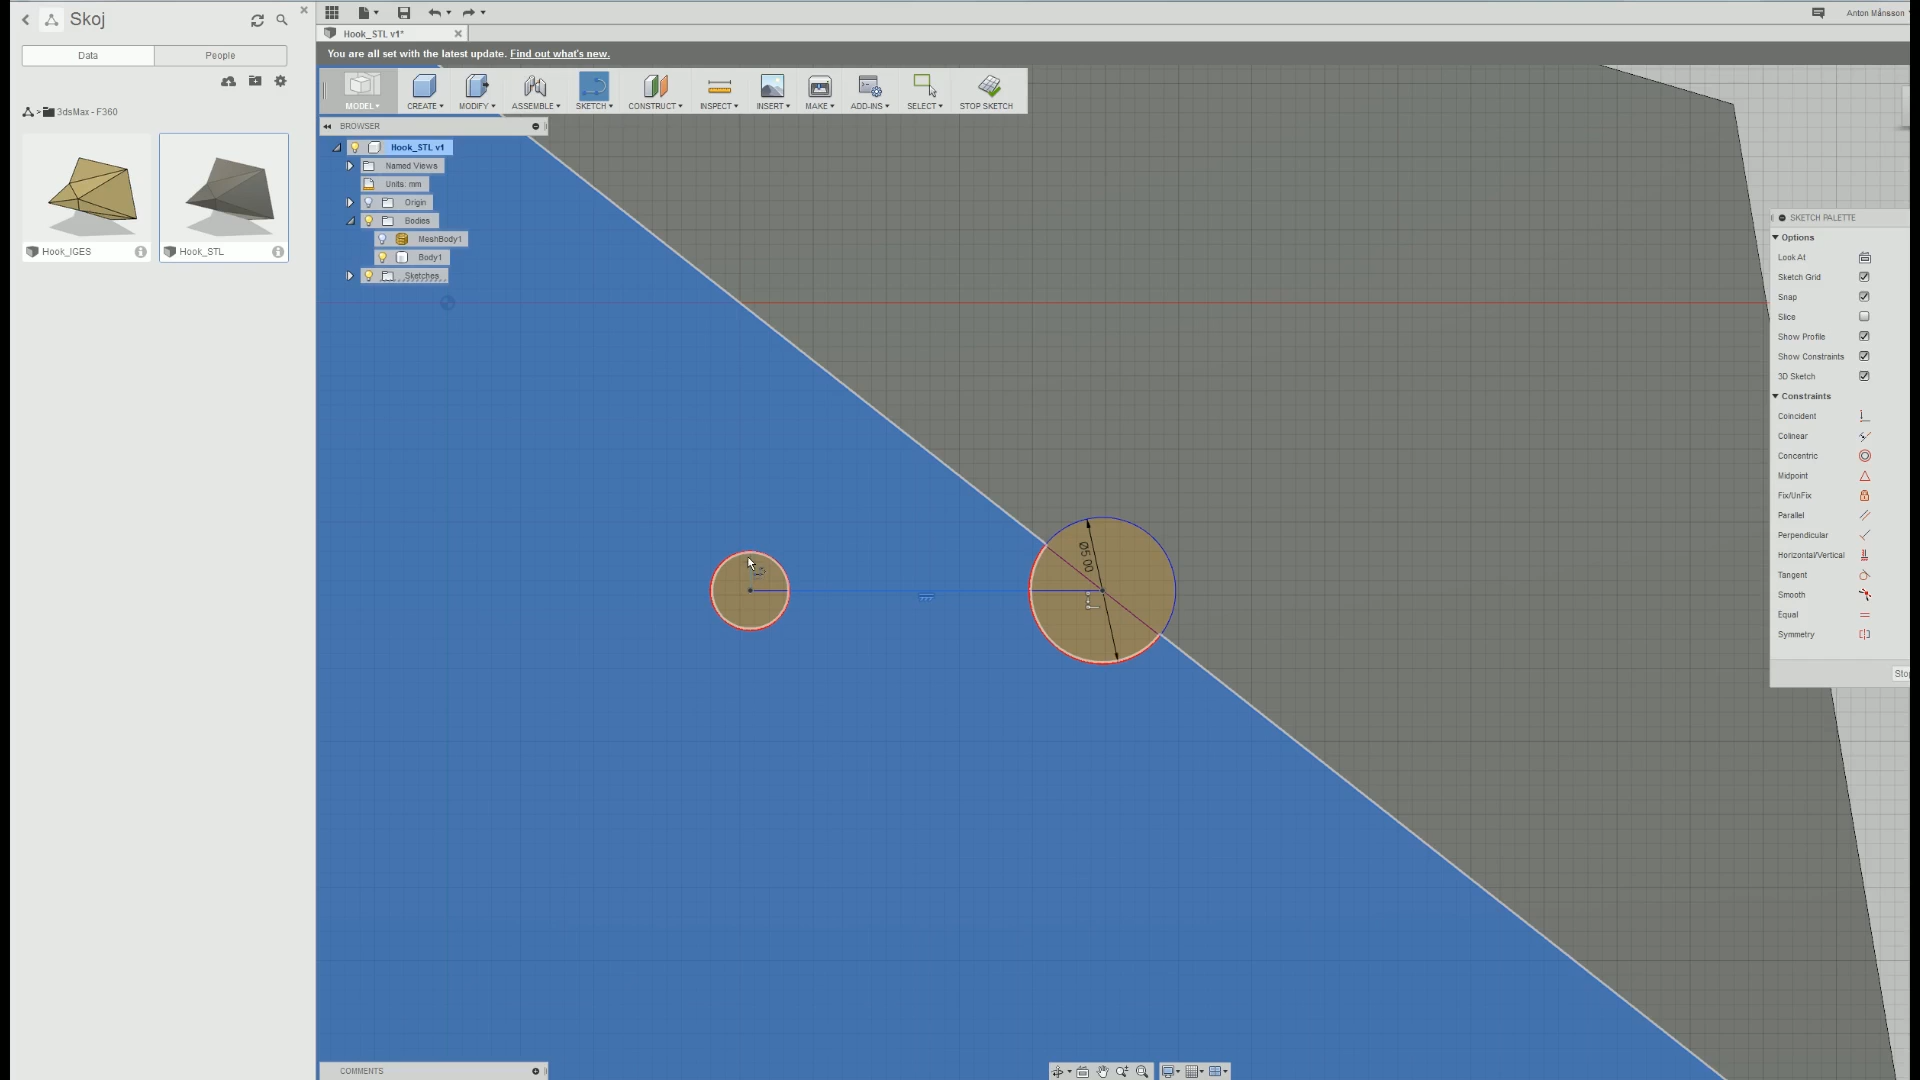 Skoj
Anton Månsson
Hook_STL v1*
Data
People
You are all set with the latest update. Find out what's new.
MODEL
CREATE
MODIFY
ASSEMBLE
SKETCH
CONSTRUCT
INSPECT
INSERT
MAKE
ADD-INS
SELECT
STOP SKETCH
3dsMax - F360
BROWSER
Hook_STL v1
Named Views
Units: mm
Origin
Bodies
MeshBody1
Body1
Sketches
Hook_IGES
Hook_STL
SKETCH PALETTE
Options
Look At
Sketch Grid
Snap
Slice
Show Profile
Show Constraints
3D Sketch
Constraints
Coincident
Colinear
Concentric
Midpoint
Fix/UnFix
Parallel
Perpendicular
Horizontal/Vertical
Tangent
Smooth
Equal
Symmetry
Ø5.00
Stop
COMMENTS